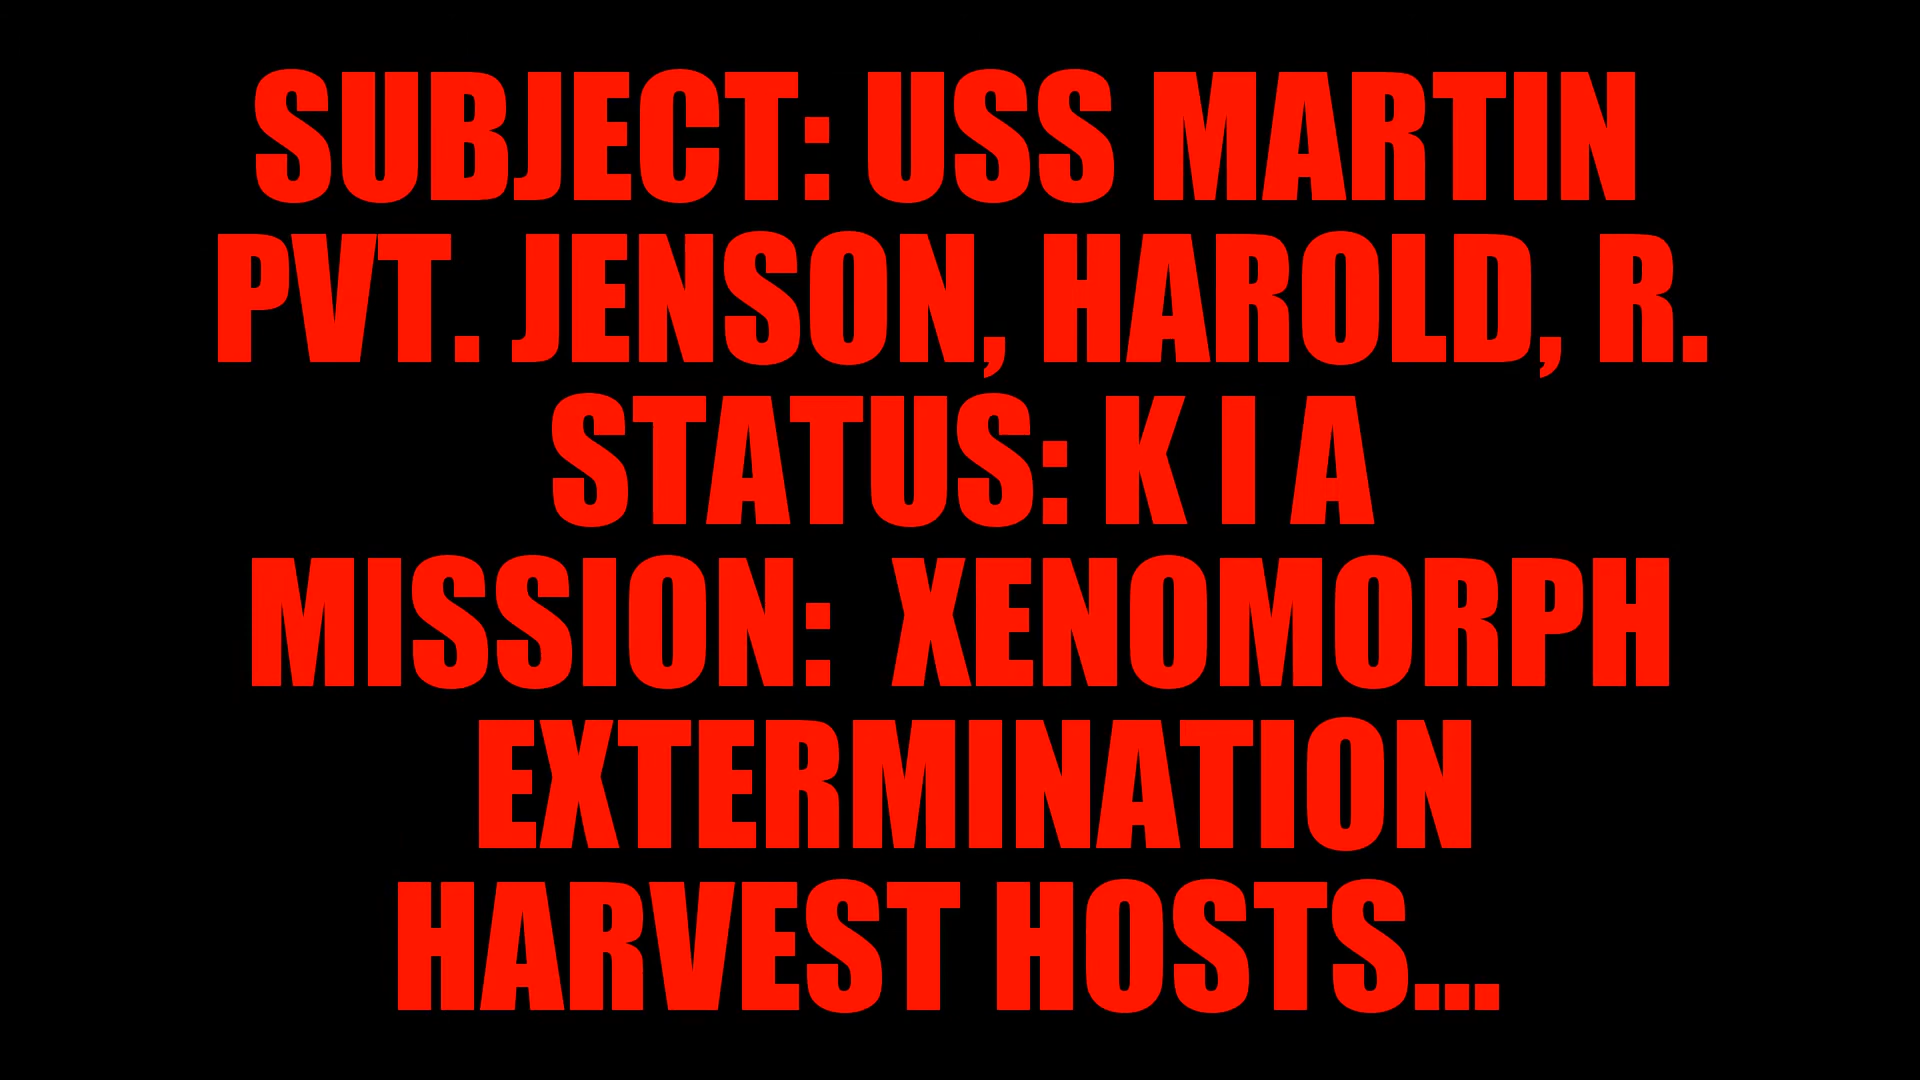 SUBJECT: USS MARTIN
PVT. JENSON, HAROLD, R.
STATUS: K I A
MISSION:  XENOMORPH
EXTERMINATION
HARVEST HOSTS...